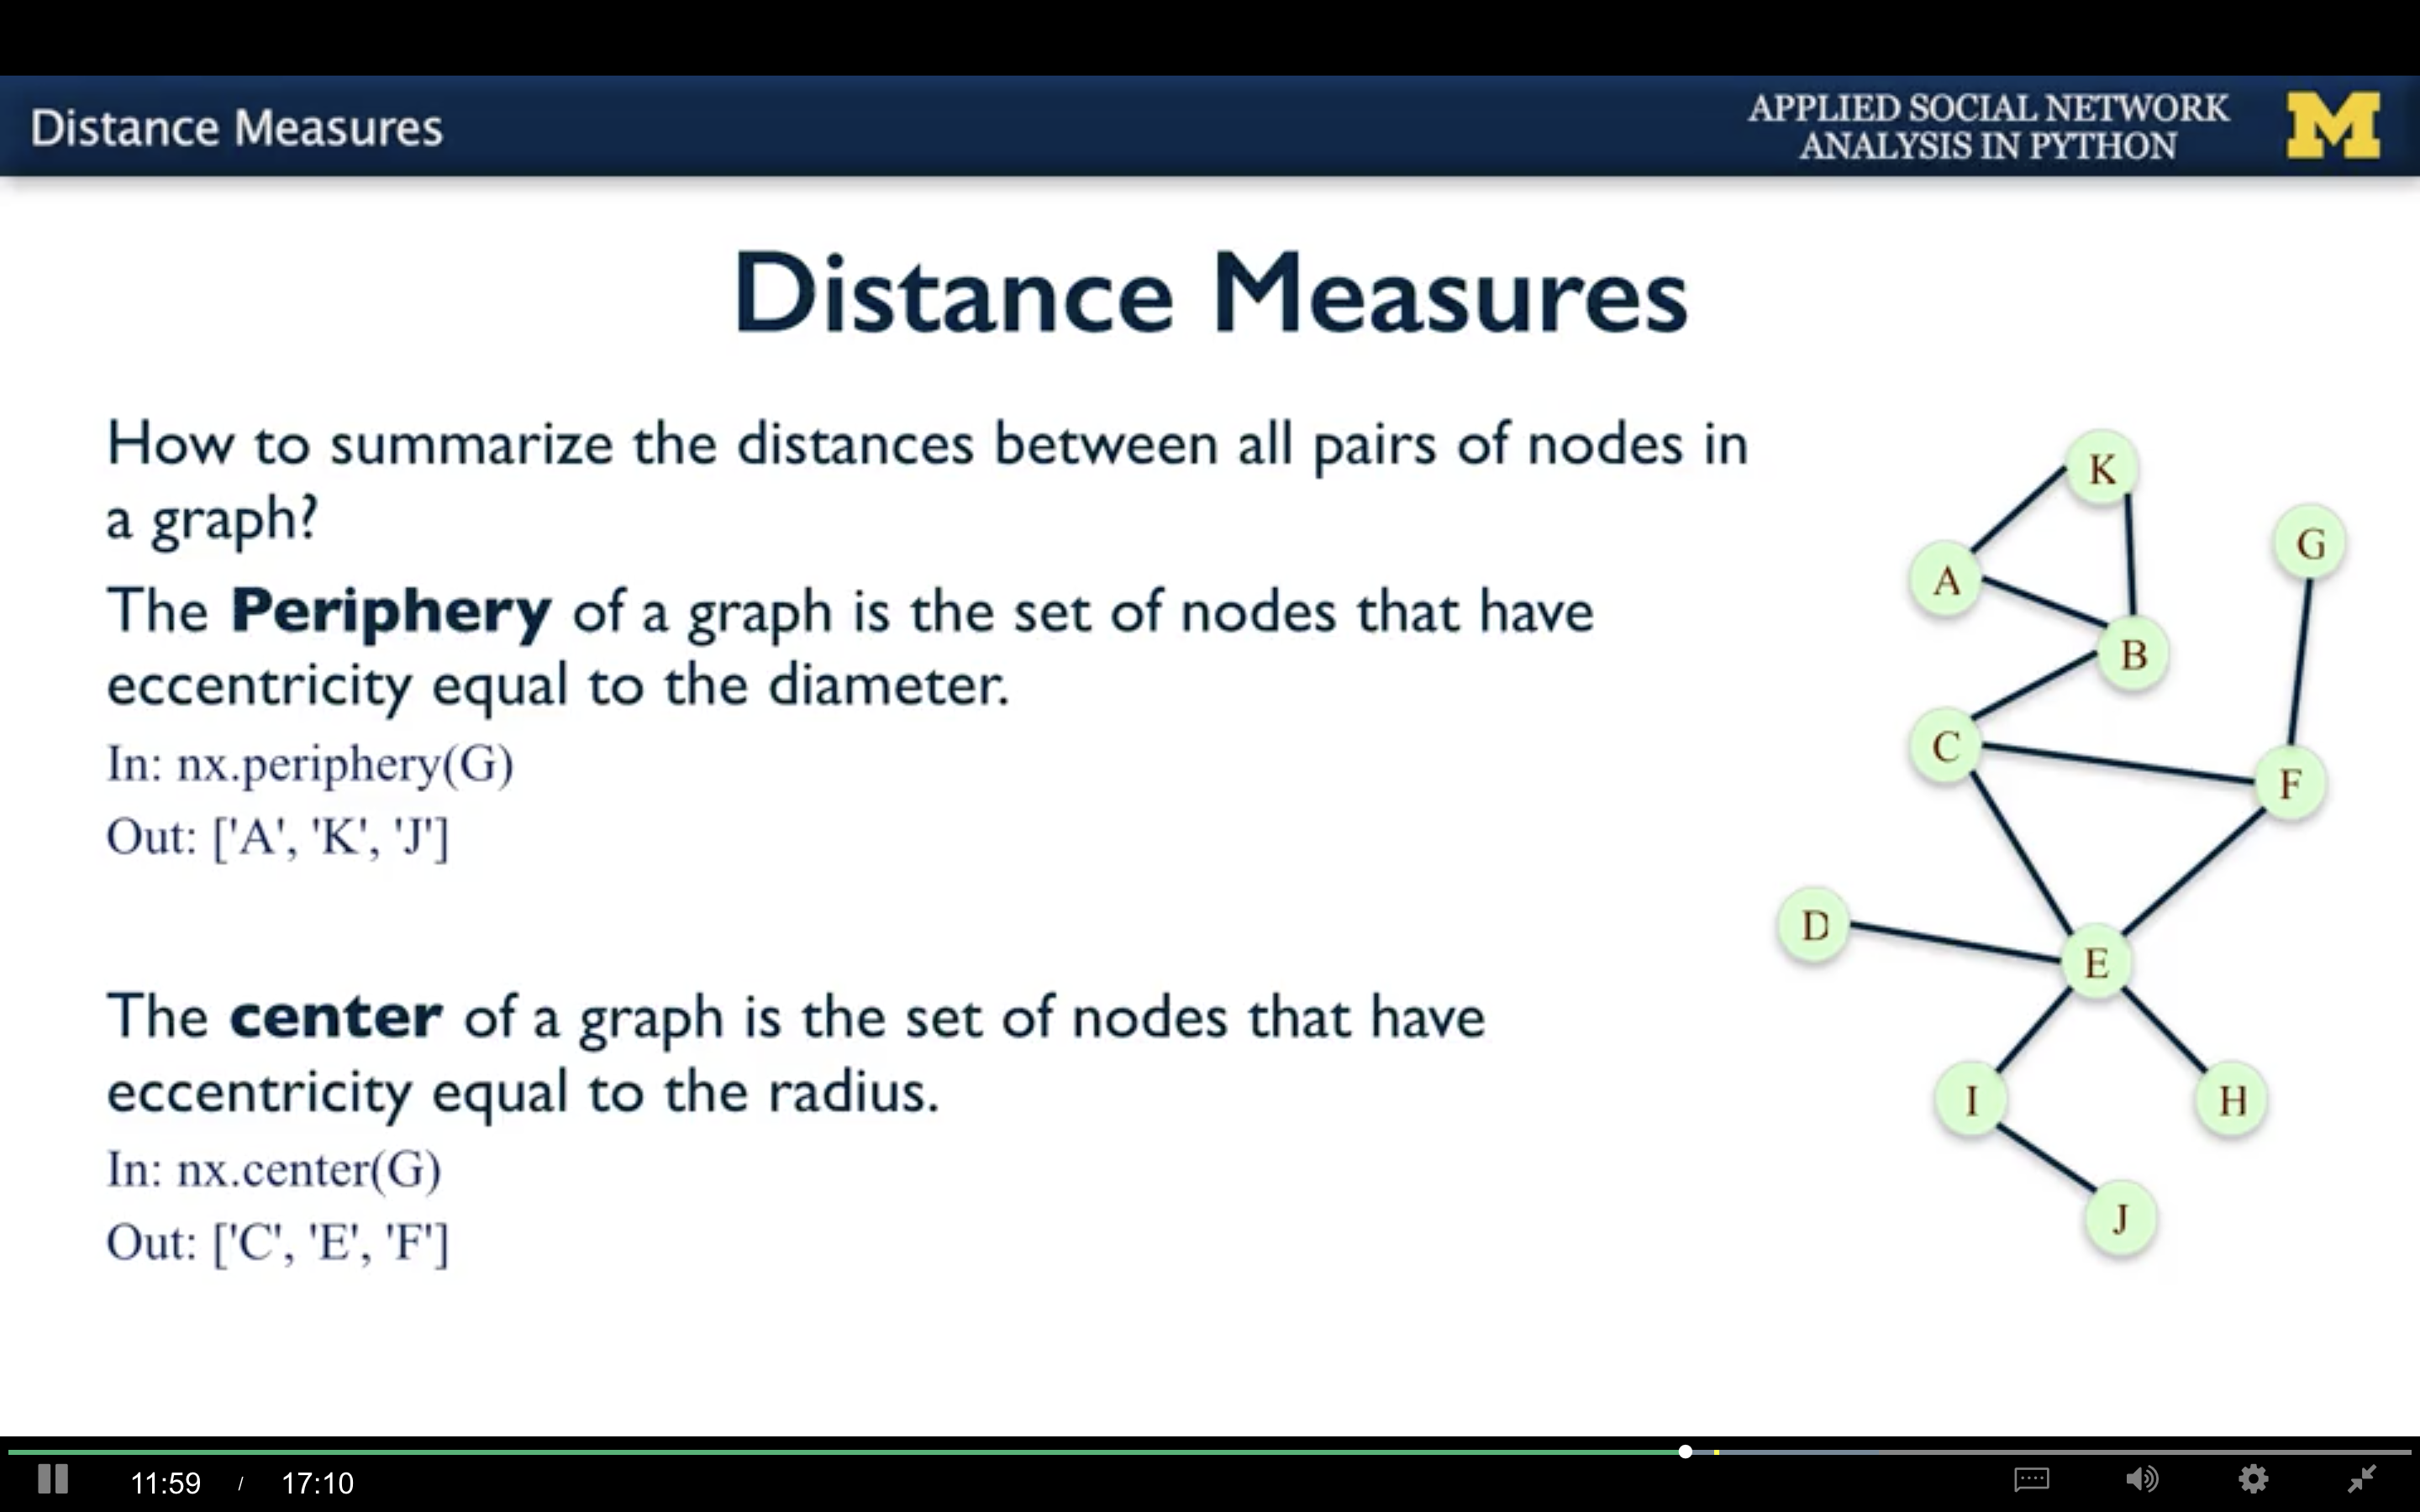 Distance Measures
APPLIED SOCIAL NETWORK
ANALYSIS IN PYTHON
M
Distance Measures
How to summarize the distances between all pairs of nodes in
a graph?
The Periphery of a graph is the set of nodes that have
eccentricity equal to the diameter.
In: nx.periphery(G)
Out: ['A', 'K', 'J']
The center of a graph is the set of nodes that have
eccentricity equal to the radius.
In: nx.center(G)
Out: ['C', 'E', 'F']
K
G
A
B
C
F
D
E
I
H
J
11:59 / 17:10